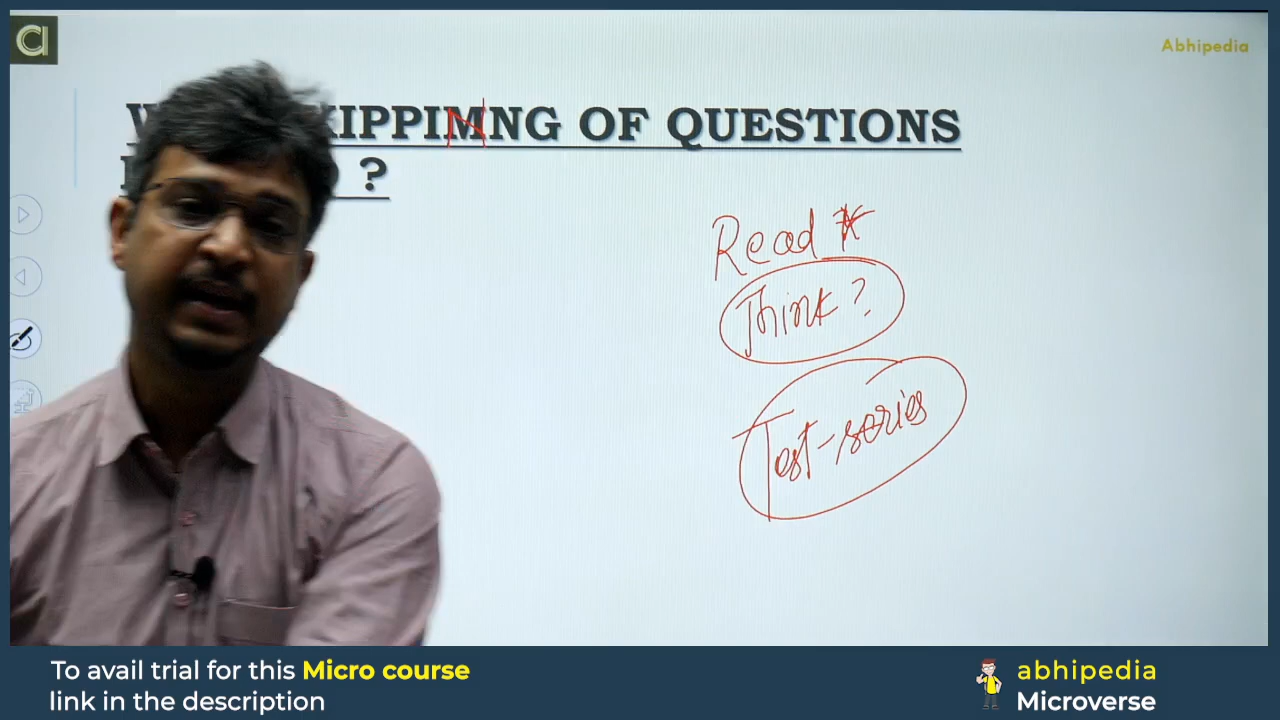 Abhipedia
KIPPIMNG OF QUESTIONS
?
Read *
Think ?
Test-series
To avail trial for this Micro course
link in the description
abhipedia
Microverse